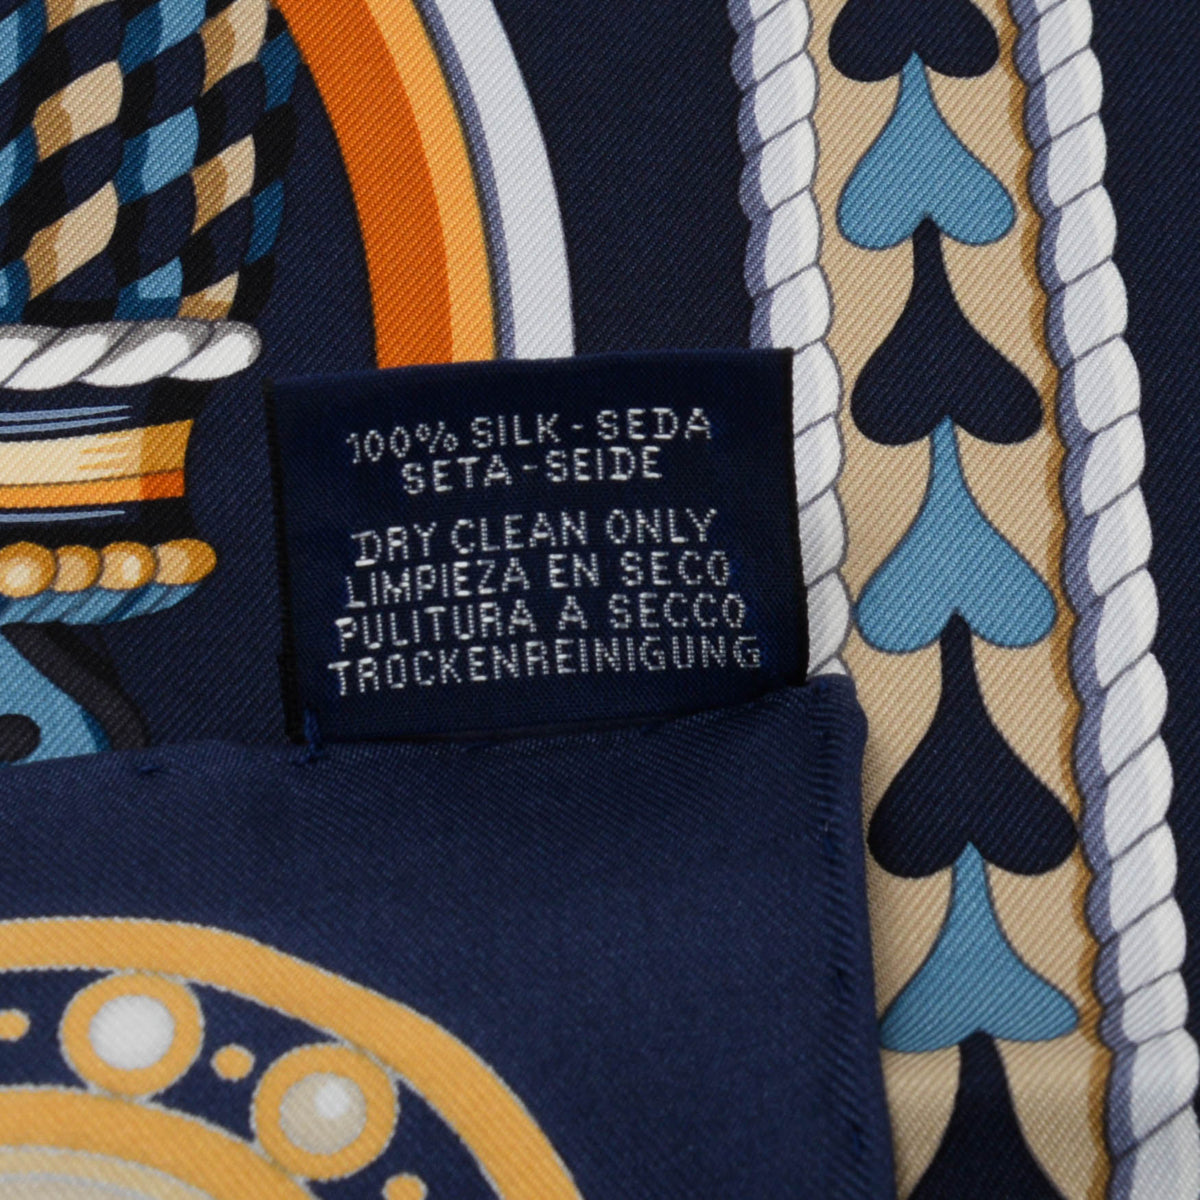 100% SILK - SEDA
SETA - SEIDE
DRY CLEAN ONLY
LIMPIEZA EN SECO
PULITURA A SECCO
TROCKENREINIGUNG